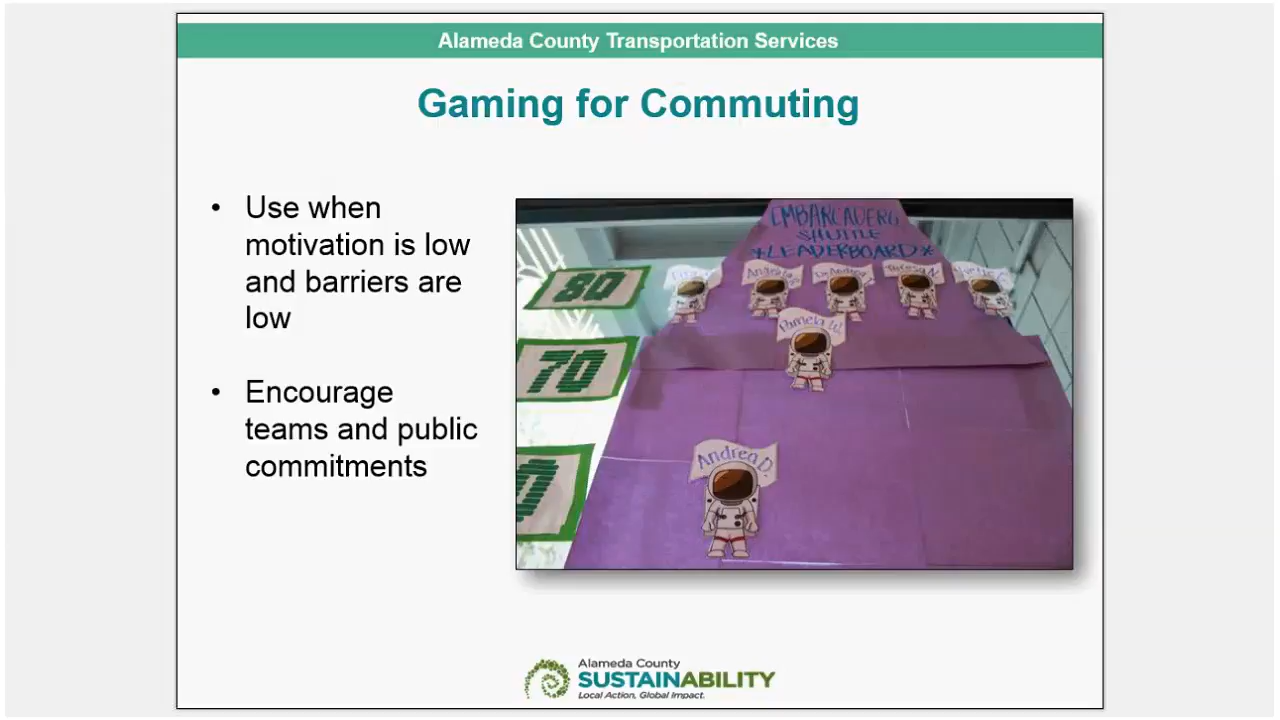 Alameda County Transportation Services
Gaming for Commuting
• Use when
motivation is low
and barriers are
low
• Encourage
teams and public
commitments
EMBARCADERO
SHUTTLE
*LEADERBOARD*
80
Pamela W.
70
Andrea D.
Alameda County
SUSTAINABILITY
Local Action, Global Impact.